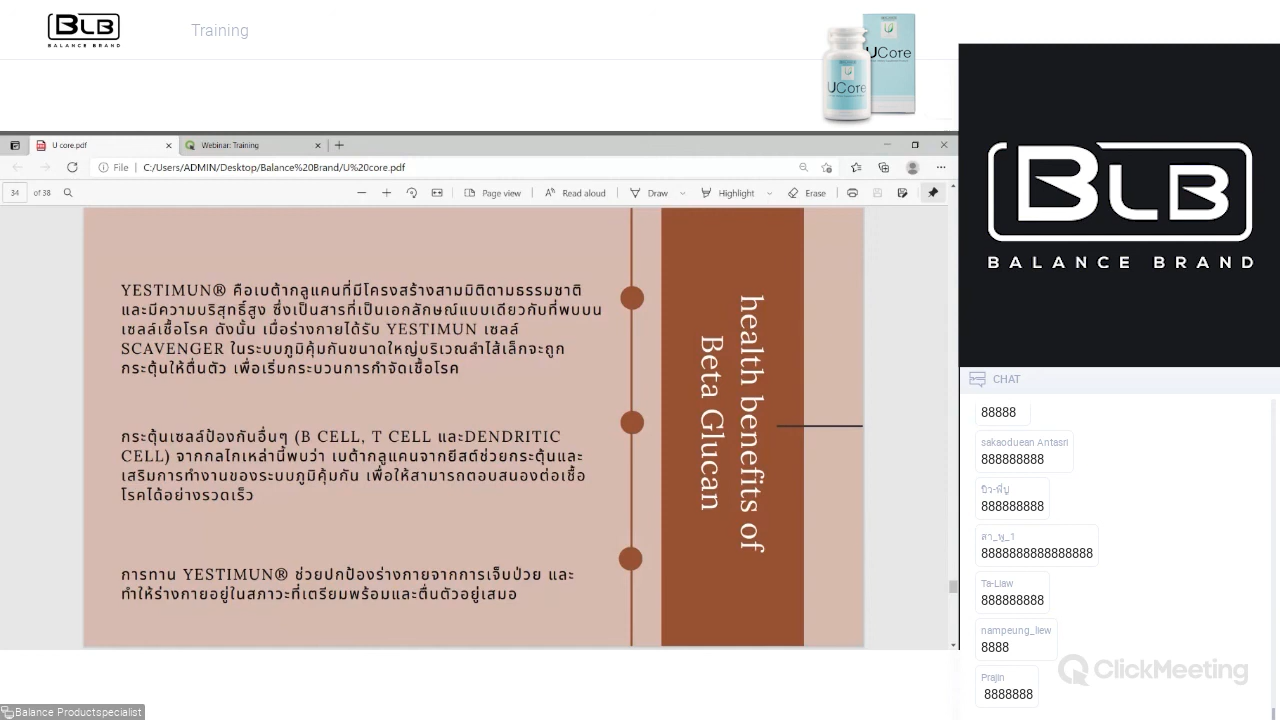 BLB
BALANCE BRAND
Training
UCore
UCore
U core.pdf
Webinar: Training
File
C:/Users/ADMIN/Desktop/Balance%20Brand/U%20core.pdf
34 of 38
Page view
Read aloud
Draw
Highlight
Erase
YESTIMUN® คือเบต้ากลูแคนที่มีโครงสร้างสามมิติตามธรรมชาติ
และมีความบริสุทธิ์สูง ซึ่งเป็นสารที่เป็นเอกลักษณ์แบบเดียวกับที่พบบน
เซลล์เชื้อโรค ดังนั้น เมื่อร่างกายได้รับ YESTIMUN เซลล์
SCAVENGER ในระบบภูมิคุ้มกันขนาดใหญ่บริเวณลำไส้เล็กจะถูก
กระตุ้นให้ตื่นตัว เพื่อเริ่มกระบวนการกำจัดเชื้อโรค
กระตุ้นเซลล์ป้องกันอื่นๆ (B CELL, T CELL และDENDRITIC
CELL) จากกลไกเหล่านี้พบว่า เบต้ากลูแคนจากยีสต์ช่วยกระตุ้นและ
เสริมการทำงานของระบบภูมิคุ้มกัน เพื่อให้สามารถตอบสนองต่อเชื้อ
โรคได้อย่างรวดเร็ว
การทาน YESTIMUN® ช่วยปกป้องร่างกายจากการเจ็บป่วย และ
ทำให้ร่างกายอยู่ในสภาวะที่เตรียมพร้อมและตื่นตัวอยู่เสมอ
health benefits of
Beta Glucan
BLB
BALANCE BRAND
CHAT
88888
sakaoduean Antasri
888888888
บิว-พี่ปู
888888888
สา_พู_1
8888888888888888
Ta-Liaw
888888888
nampeung_liew
8888
Prajin
8888888
ClickMeeting
Balance Productspecialist